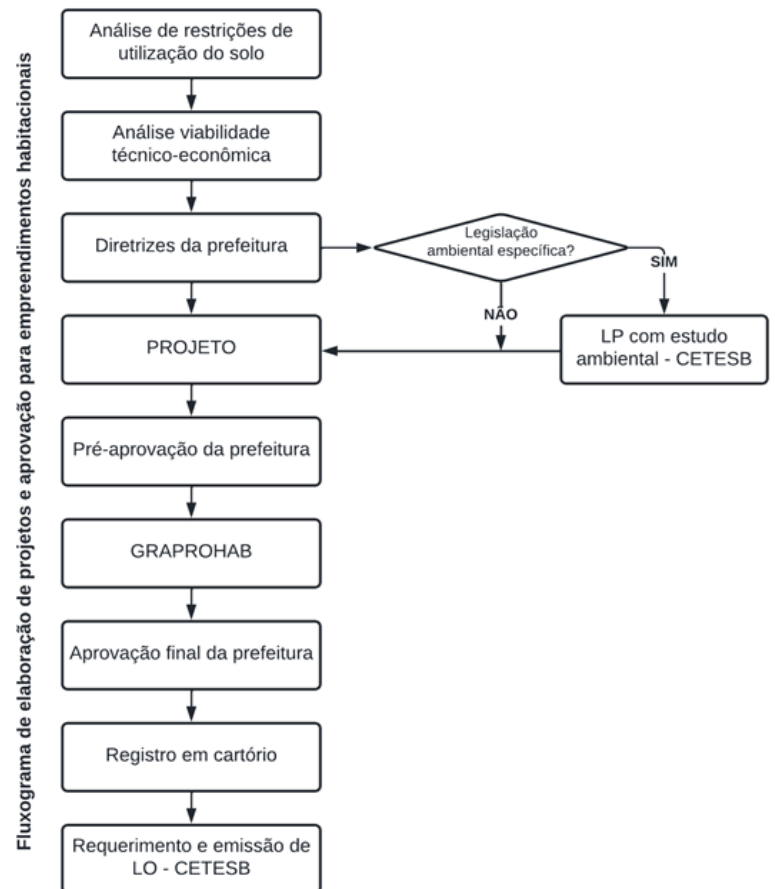 Fluxograma de elaboração de projetos e aprovação para empreendimentos habitacionais
Análise de restrições de
utilização do solo
Análise viabilidade
técnico-econômica
Diretrizes da prefeitura
Legislação
ambiental específica?
SIM
NÃO
LP com estudo
ambiental - CETESB
PROJETO
Pré-aprovação da prefeitura
GRAPROHAB
Aprovação final da prefeitura
Registro em cartório
Requerimento e emissão de
LO - CETESB